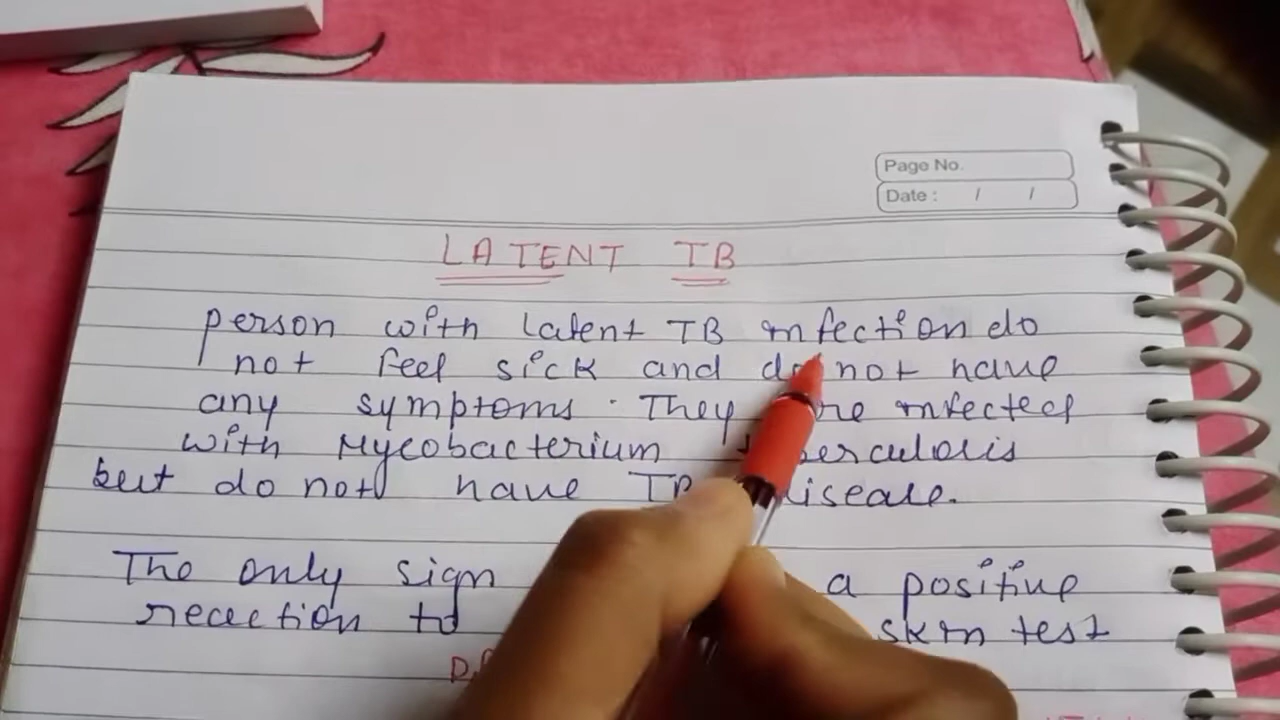 Page No.
Date : / /
LATENT TB
person with Latent TB infection do
not feel sick and do not have
any symptoms. They are infected
with Mycobacterium tuberculosis
but do not have TB disease.
The only sign a positive
recection to skin test